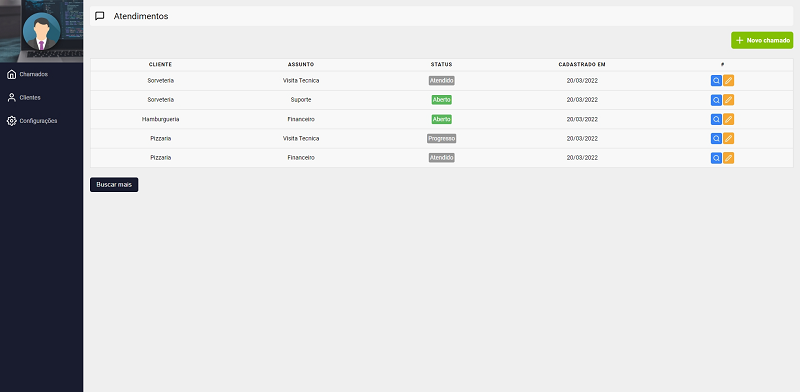 Atendimentos
Novo chamado
Chamados
Clientes
Configurações
CLIENTE ASSUNTO STATUS CADASTRADO EM #
Sorveteria Visita Tecnica Atendido 20/03/2022
Sorveteria Suporte Aberto 20/03/2022
Hamburgueria Financeiro Aberto 20/03/2022
Pizzaria Visita Tecnica Progresso 20/03/2022
Pizzaria Financeiro Atendido 20/03/2022
Buscar mais